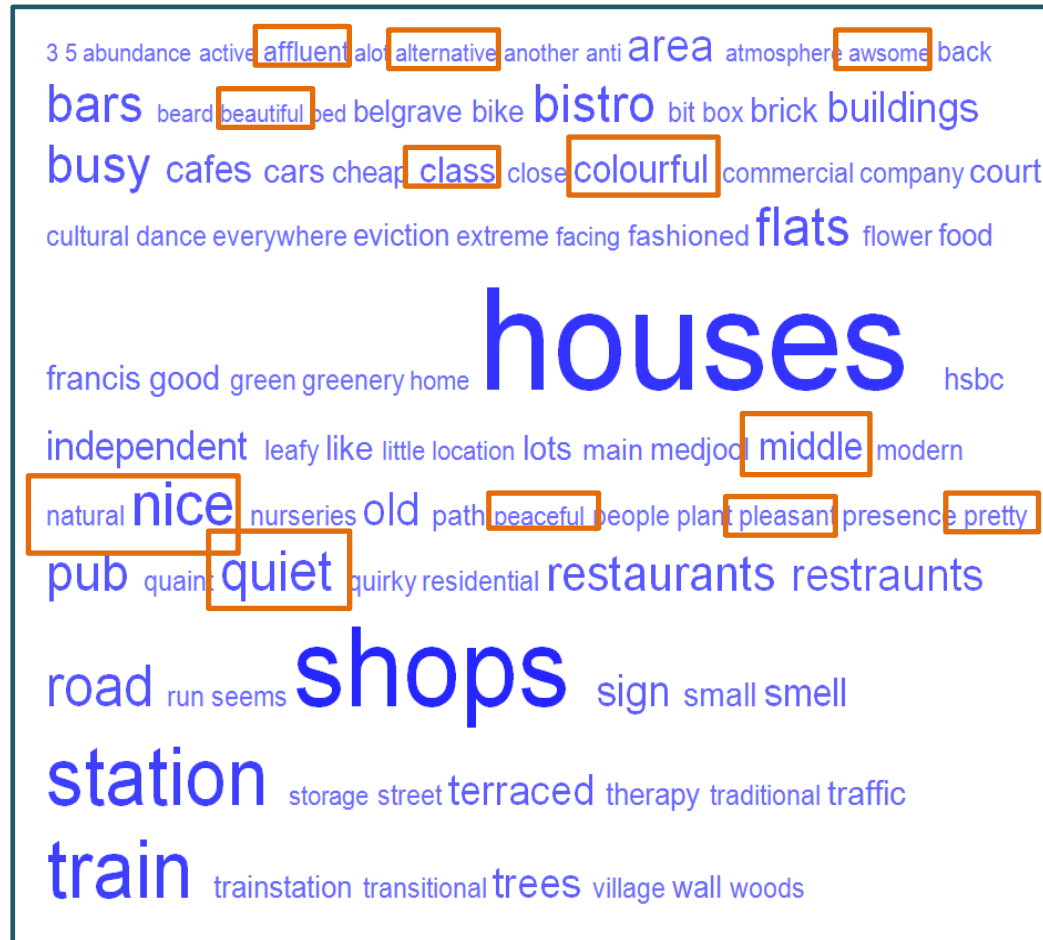 3 5 abundance active affluent alot alternative another anti area atmosphere awsome back
bars beard beautiful bed belgrave bike bistro bit box brick buildings
busy cafes cars cheap class close colourful commercial company court
cultural dance everywhere eviction extreme facing fashioned flats flower food
francis good green greenery home houses hsbc
independent leafy like little location lots main medjool middle modern
natural nice nurseries old path peaceful people plant pleasant presence pretty
pub quaint quiet quirky residential restaurants restraunts
road run seems shops sign small smell
station storage street terraced therapy traditional traffic
train trainstation transitional trees village wall woods